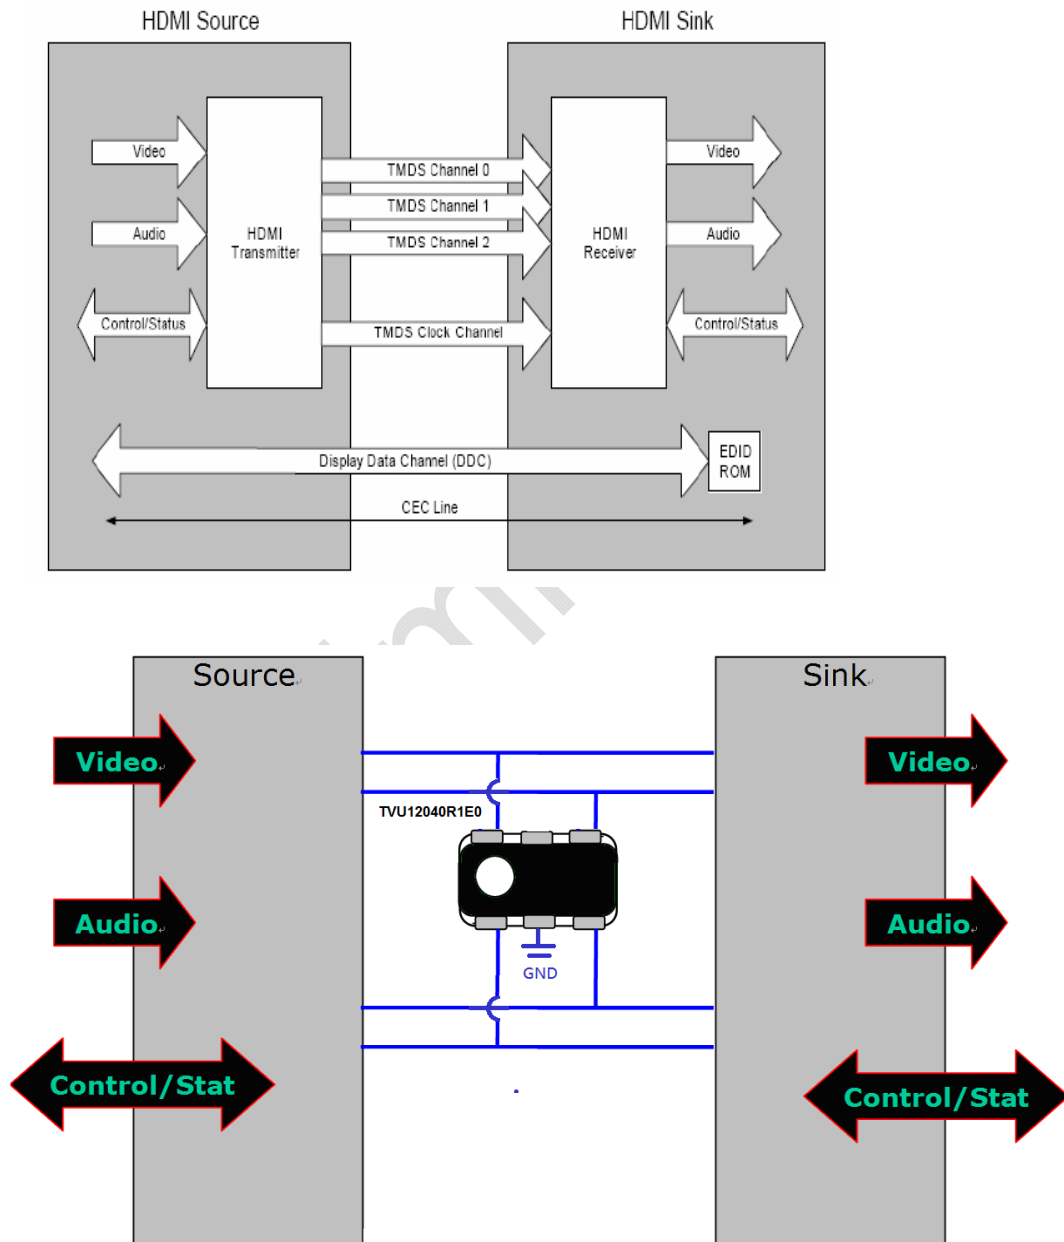 HDMI Source
HDMI Sink
Video
TMDS Channel 0
Video
TMDS Channel 1
Audio
HDMI
Transmitter
TMDS Channel 2
HDMI
Receiver
Audio
Control/Status
TMDS Clock Channel
Control/Status
Display Data Channel (DDC)
EDID
ROM
CEC Line
Source
Sink
Video
Video
TVU12040R1E0
Audio
Audio
GND
Control/Stat
Control/Stat